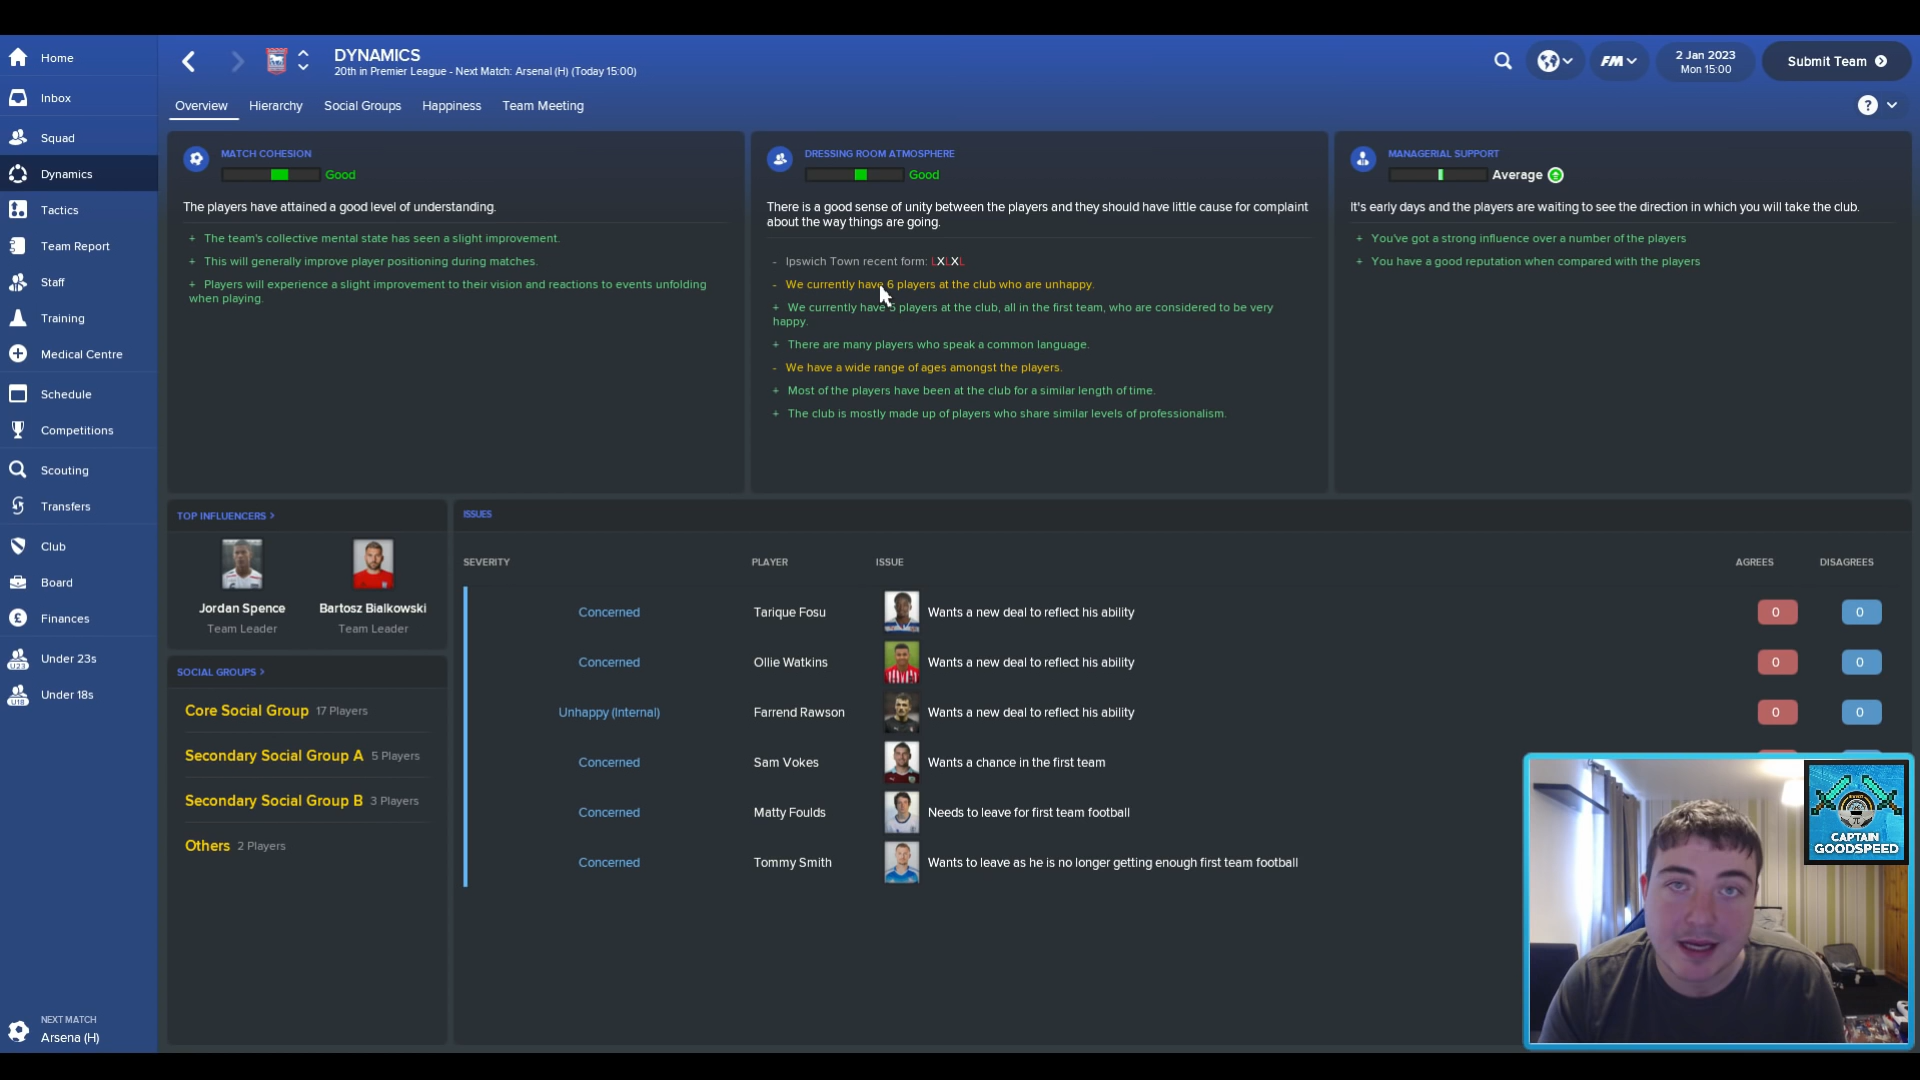 Home
Inbox
Squad
Dynamics
Tactics
Team Report
Staff
Training
Medical Centre
Schedule
Competitions
Scouting
Transfers
Club
Board
Finances
U23
Under 23s
U18
Under 18s
NEXT MATCH
Arsena (H)
DYNAMICS
20th in Premier League - Next Match: Arsenal (H) (Today 15:00)
FM
2 Jan 2023
Mon 15:00
Submit Team
Overview
Hierarchy
Social Groups
Happiness
Team Meeting
?
MATCH COHESION
Good
The players have attained a good level of understanding.
+ The team's collective mental state has seen a slight improvement.
+ This will generally improve player positioning during matches.
+ Players will experience a slight improvement to their vision and reactions to events unfolding
when playing.
DRESSING ROOM ATMOSPHERE
Good
There is a good sense of unity between the players and they should have little cause for complaint
about the way things are going.
- Ipswich Town recent form: LXLXL
- We currently have 6 players at the club who are unhappy.
+ We currently have 5 players at the club, all in the first team, who are considered to be very
happy.
+ There are many players who speak a common language.
- We have a wide range of ages amongst the players.
+ Most of the players have been at the club for a similar length of time.
+ The club is mostly made up of players who share similar levels of professionalism.
MANAGERIAL SUPPORT
Average
It's early days and the players are waiting to see the direction in which you will take the club.
+ You've got a strong influence over a number of the players
+ You have a good reputation when compared with the players
TOP INFLUENCERS >
Jordan Spence
Team Leader
Bartosz Bialkowski
Team Leader
SOCIAL GROUPS >
Core Social Group 17 Players
Secondary Social Group A 5 Players
Secondary Social Group B 3 Players
Others 2 Players
ISSUES
SEVERITY PLAYER ISSUE AGREES DISAGREES
Concerned Tarique Fosu Wants a new deal to reflect his ability 0 0
Concerned Ollie Watkins Wants a new deal to reflect his ability 0 0
Unhappy (Internal) Farrend Rawson Wants a new deal to reflect his ability 0 0
Concerned Sam Vokes Wants a chance in the first team
Concerned Matty Foulds Needs to leave for first team football
Concerned Tommy Smith Wants to leave as he is no longer getting enough first team football
CAPTAIN
GOODSPEED